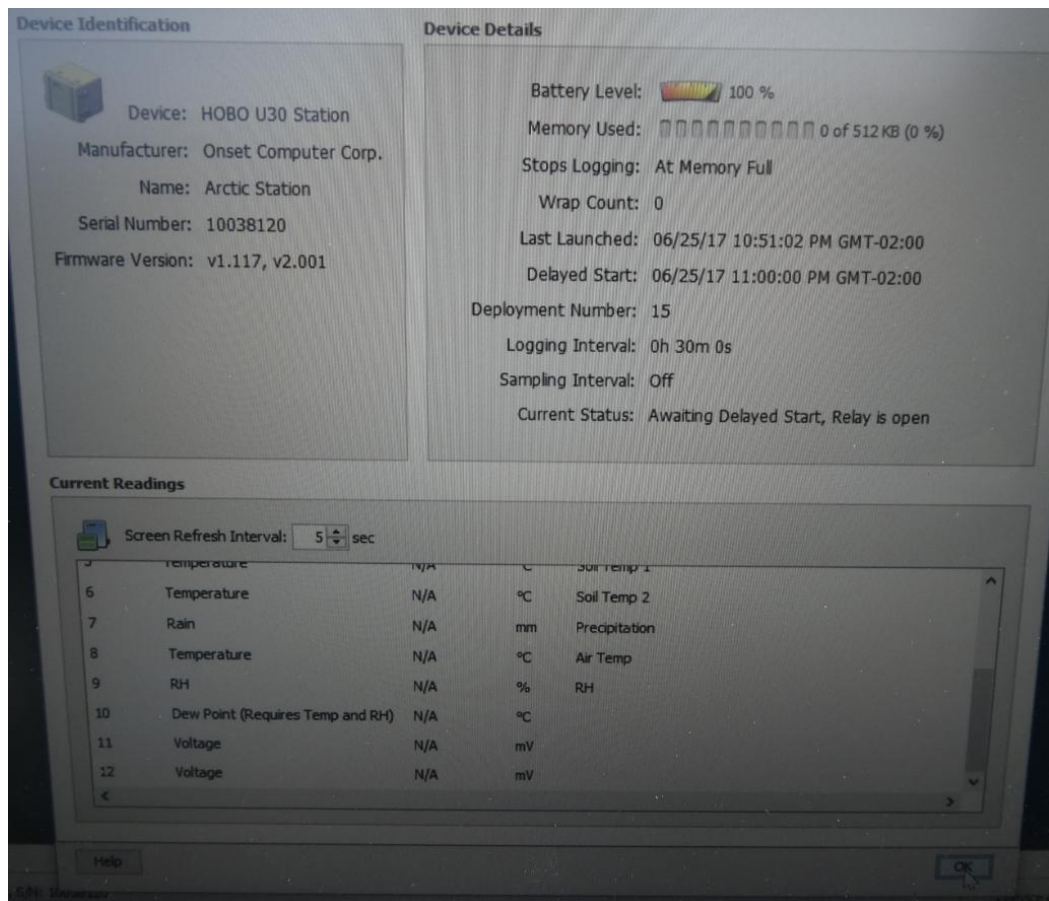 Device Identification
Device: HOBO U30 Station
Manufacturer: Onset Computer Corp.
Name: Arctic Station
Serial Number: 10038120
Firmware Version: v1.117, v2.001
Device Details
Battery Level: 100 %
Memory Used: 0 of 512 KB (0 %)
Stops Logging: At Memory Full
Wrap Count: 0
Last Launched: 06/25/17 10:51:02 PM GMT-02:00
Delayed Start: 06/25/17 11:00:00 PM GMT-02:00
Deployment Number: 15
Logging Interval: 0h 30m 0s
Sampling Interval: Off
Current Status: Awaiting Delayed Start, Relay is open
Current Readings
Screen Refresh Interval: 5 sec
5 Temperature N/A °C Soil Temp 1
6 Temperature N/A °C Soil Temp 2
7 Rain N/A mm Precipitation
8 Temperature N/A °C Air Temp
9 RH N/A % RH
10 Dew Point (Requires Temp and RH) N/A °C
11 Voltage N/A mV
12 Voltage N/A mV
Help
OK